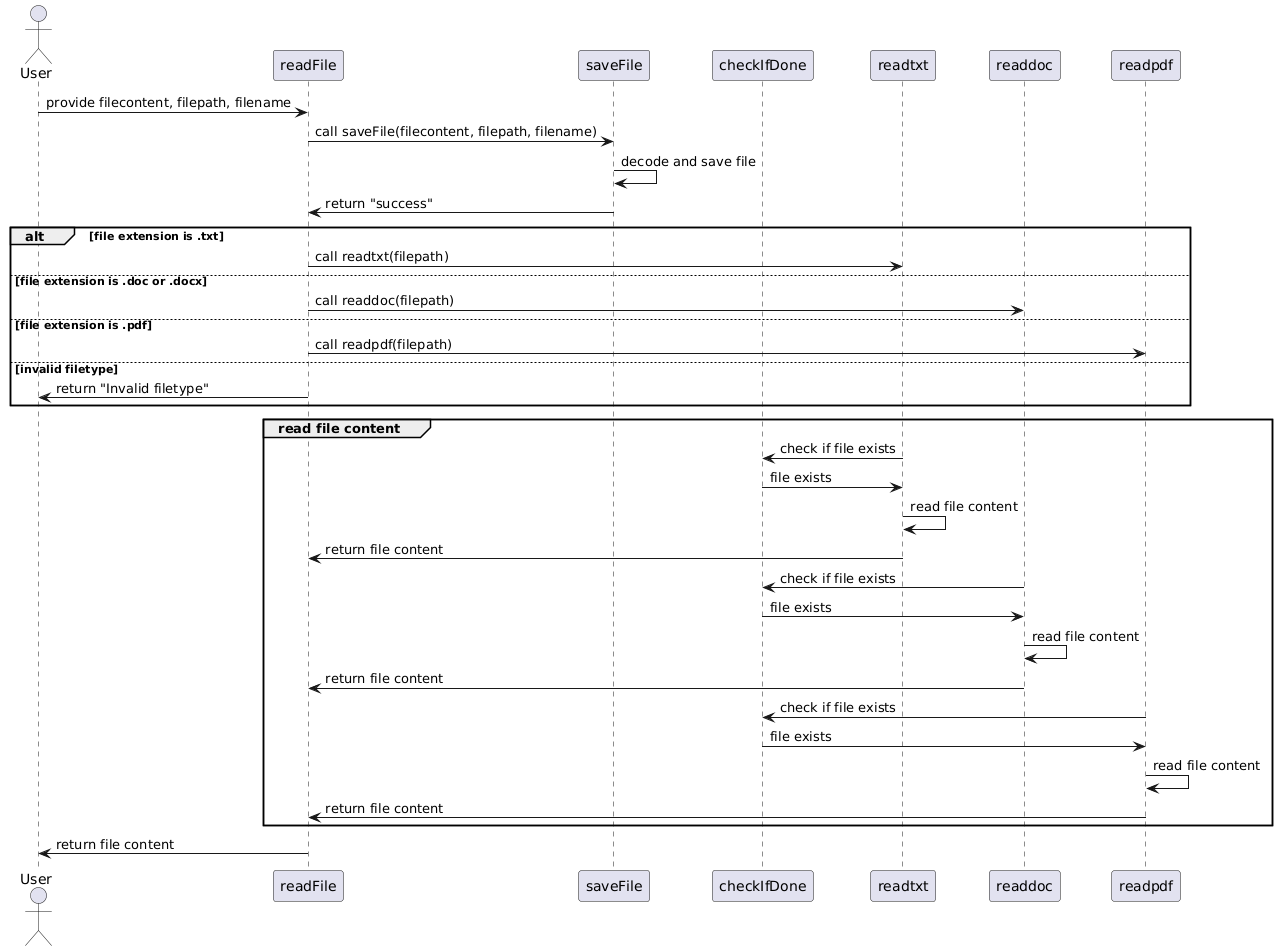 User
readFile
saveFile
checkIfDone
readtxt
readdoc
readpdf
provide filecontent, filepath, filename
call saveFile(filecontent, filepath, filename)
decode and save file
return "success"
alt
[file extension is .txt]
call readtxt(filepath)
[file extension is .doc or .docx]
call readdoc(filepath)
[file extension is .pdf]
call readpdf(filepath)
[invalid filetype]
return "Invalid filetype"
read file content
check if file exists
file exists
read file content
return file content
check if file exists
file exists
read file content
return file content
check if file exists
file exists
read file content
return file content
return file content
User
readFile
saveFile
checkIfDone
readtxt
readdoc
readpdf